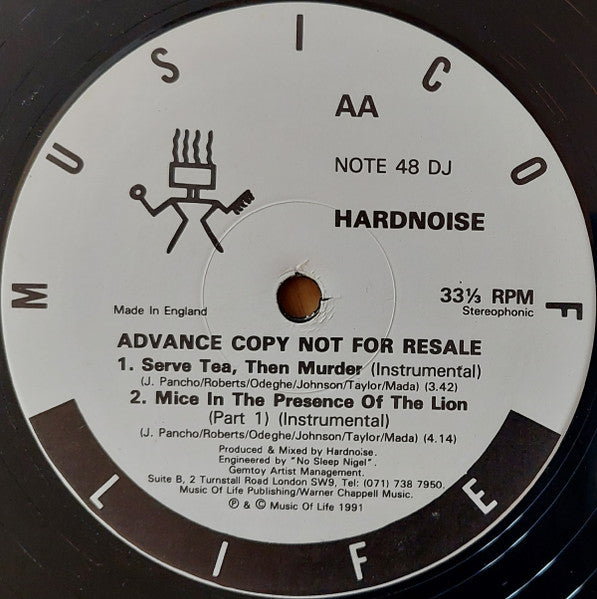 MUSIC OF LIFE
AA
NOTE 48 DJ
HARDNOISE
33⅓ RPM
Stereophonic
Made In England
ADVANCE COPY NOT FOR RESALE
1. Serve Tea, Then Murder (Instrumental)
(J. Pancho/Roberts/Odeghe/Johnson/Taylor/Mada) (3.42)
2. Mice In The Presence Of The Lion
(Part 1) (Instrumental)
(J. Pancho/Roberts/Odeghe/Johnson/Taylor/Mada) (4.14)
Produced & Mixed by Hardnoise.
Engineered by "No Sleep Nigel".
Gemtoy Artist Management.
Suite B, 2 Turnstall Road London SW9, Tel: (071) 738 7950.
Music Of Life Publishing/Warner Chappell Music.
℗ & © Music Of Life 1991